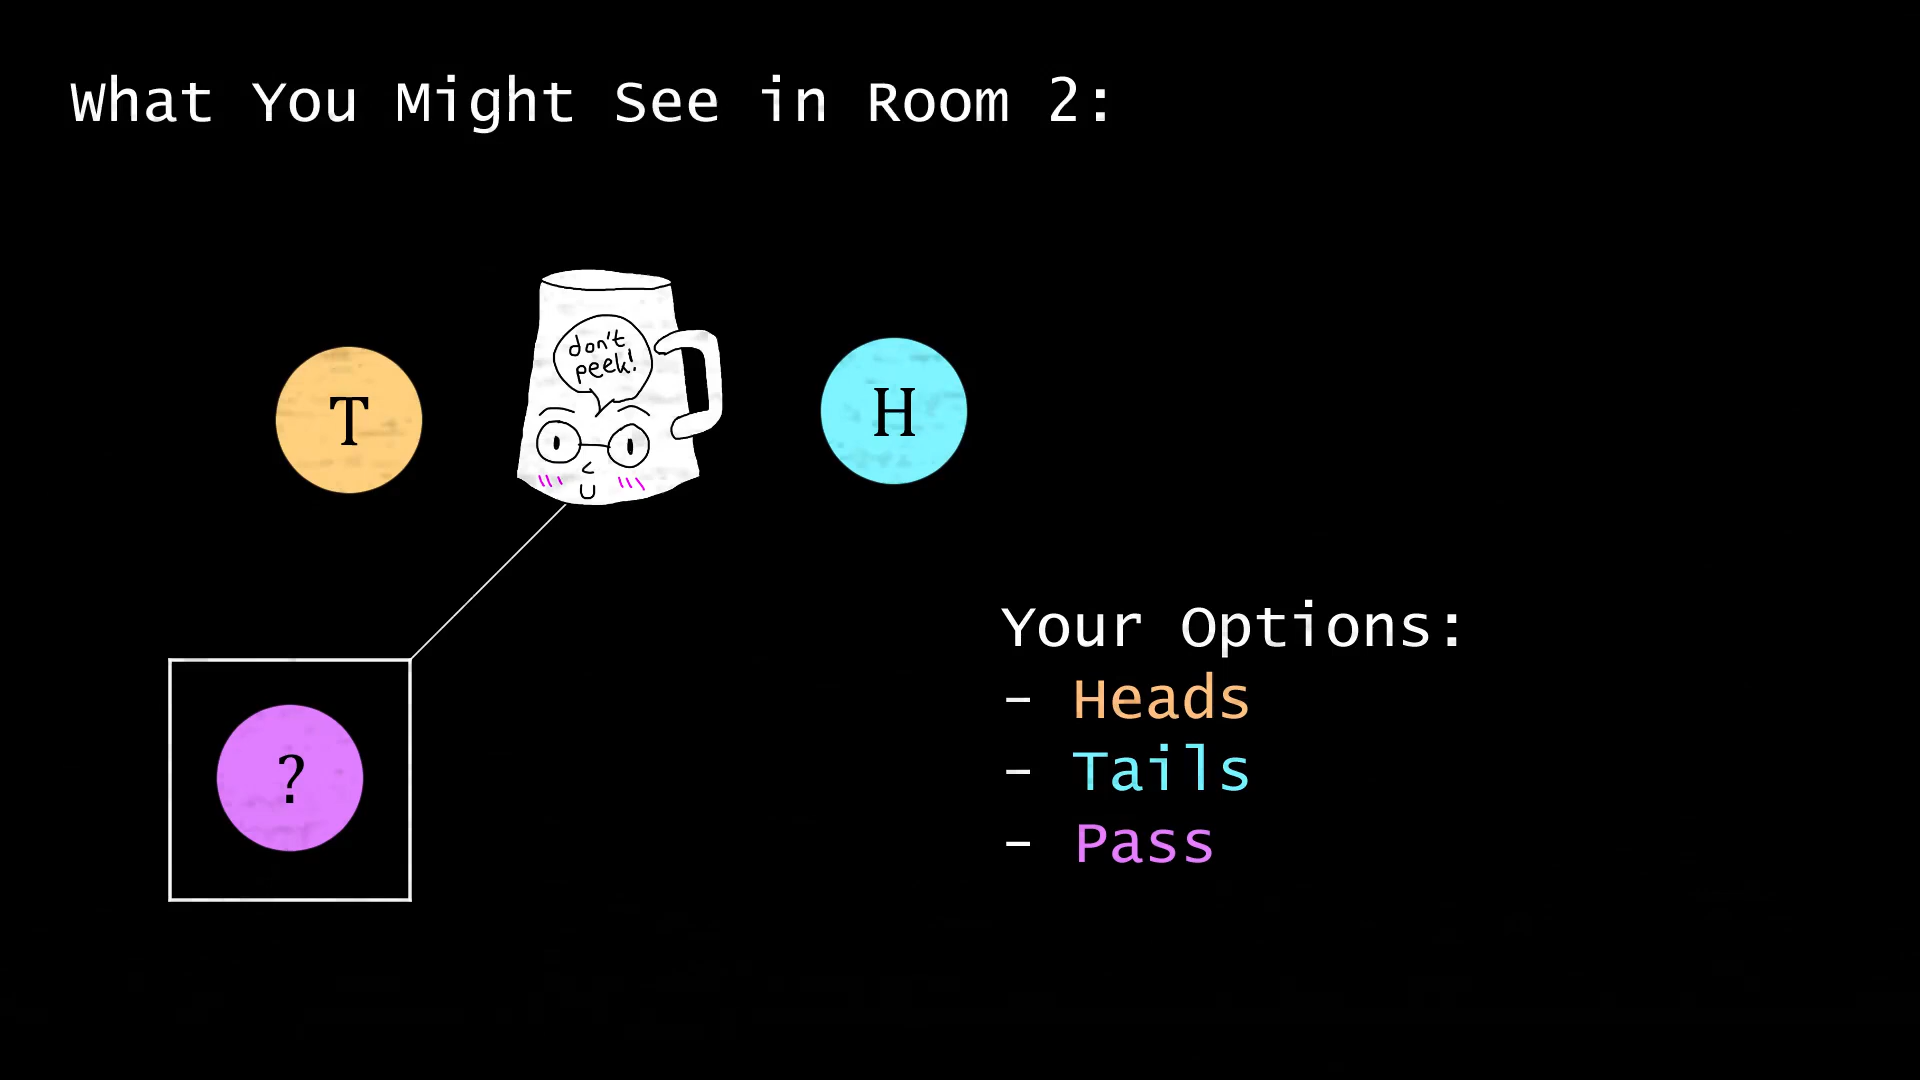 What You Might See in Room 2:
don't
peek!
T
H
?
Your Options:
- Heads
- Tails
- Pass